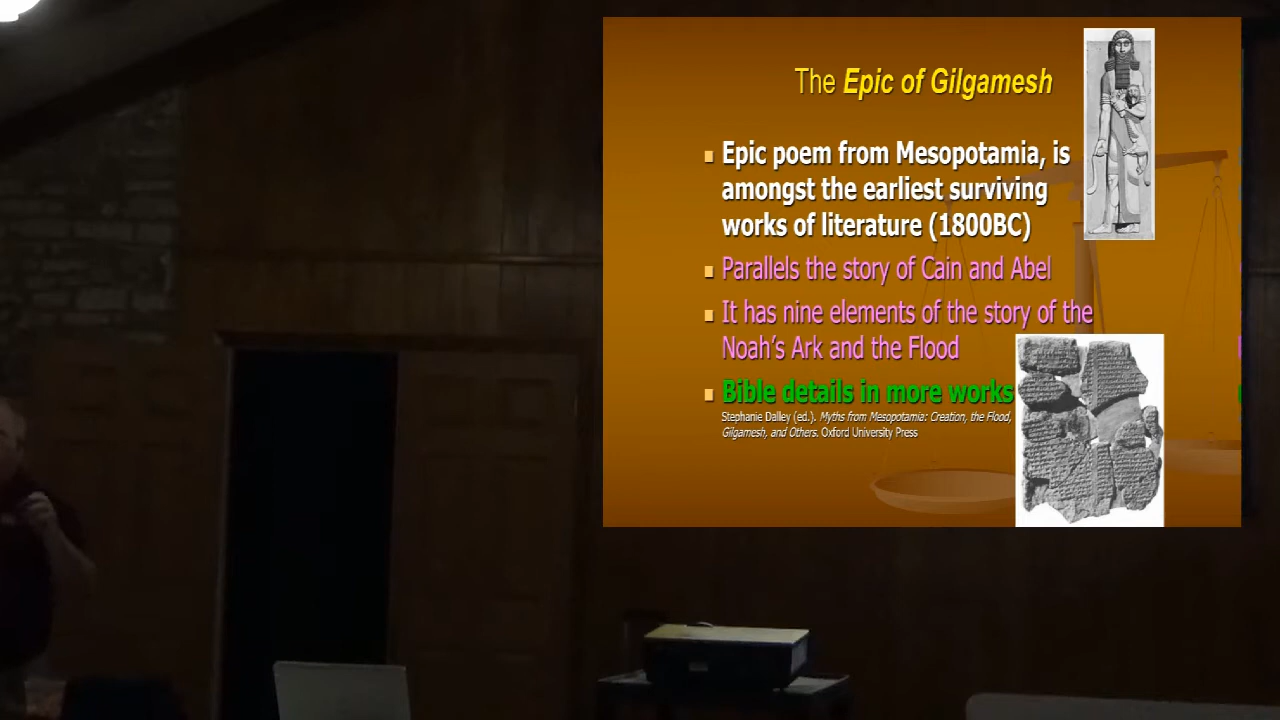 The Epic of Gilgamesh
Epic poem from Mesopotamia, is
amongst the earliest surviving
works of literature (1800BC)
Parallels the story of Cain and Abel
It has nine elements of the story of the
Noah's Ark and the Flood
Bible details in more works
Stephanie Dalley (ed.). Myths from Mesopotamia: Creation, the Flood,
Gilgamesh, and Others. Oxford University Press